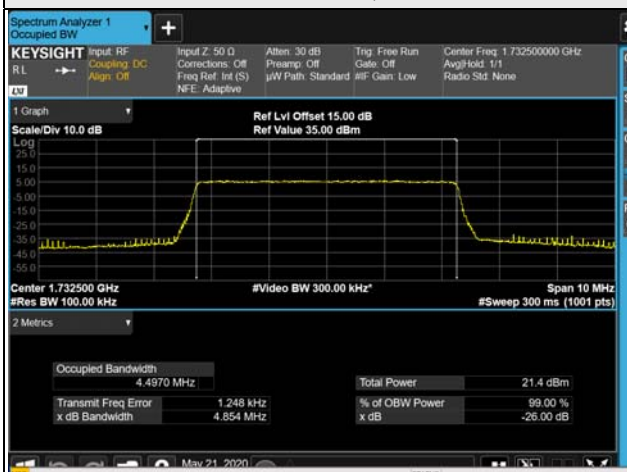 Spectrum Analyzer 1
Occupied BW
+
KEYSIGHT Input: RF Input Z: 50 Ω Atten: 30 dB Trig: Free Run Center Freq: 1.732500000 GHz
RL Coupling: DC Corrections: Off Preamp: Off Gate: Off Avg|Hold: 1/1
Align: Off Freq Ref: Int (S) µW Path: Standard #IF Gain: Low Radio Std: None
NFE: Adaptive
LXI
1 Graph
Ref Lvl Offset 15.00 dB
Scale/Div 10.0 dB Ref Value 35.00 dBm
Log
25.0
15.0
5.00
-5.00
-15.0
-25.0
-35.0
-45.0
-55.0
Center 1.732500 GHz #Video BW 300.00 kHz* Span 10 MHz
#Res BW 100.00 kHz #Sweep 300 ms (1001 pts)
2 Metrics
Occupied Bandwidth
4.4970 MHz Total Power 21.4 dBm
Transmit Freq Error 1.248 kHz % of OBW Power 99.00 %
x dB Bandwidth 4.854 MHz x dB -26.00 dB
May 21, 2020